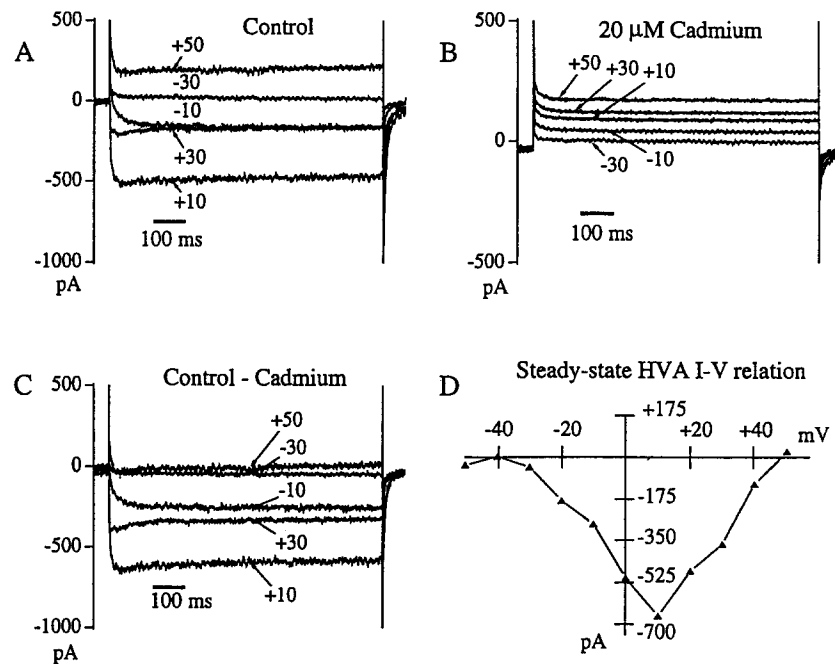 A
Control
500
0
-500
-1000
pA
+50
-30
-10
+30
+10
100 ms
B
20 μM Cadmium
500
0
-500
pA
+50
+30
+10
-10
-30
100 ms
C
Control - Cadmium
500
0
-500
-1000
pA
+50
-30
-10
+30
+10
100 ms
D
Steady-state HVA I-V relation
+175
-40
-20
+20
+40
mV
-175
-350
-525
-700
pA